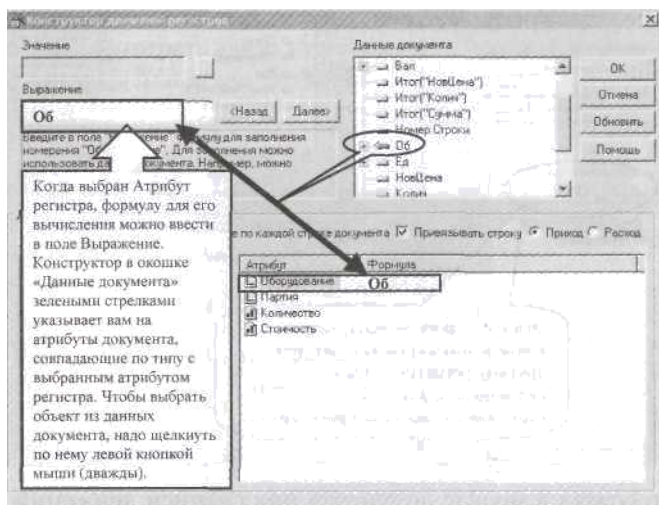 Конструктор движений регистров
Значение
Выражение
Об
<Назад
Далее>
Введите в поле формулу для заполнения
измерения "Об Для заполнения можно
использовать можно
Когда выбран Атрибут
регистра, формулу для его
вычисления можно ввести
в поле Выражение.
Конструктор в окошке
«Данные документа»
зелеными стрелками
указывает вам на
атрибуты документа,
совпадающие по типу с
выбранным атрибутом
регистра. Чтобы выбрать
объект из данных
документа, надо щелкнуть
по нему левой кнопкой
мыши (дважды).
Данные документа
Вал
Итог("НовЦена")
Итог("Колич")
Итог("Сумма")
Номер Строки
Об
Ед
НовЦена
Колич
OK
Отмена
Обновить
Помощь
по каждой строке документа
Привязывать строку
Приход
Расход
Атрибут
Формула
Оборудование
Об
Партия
Количество
Стоимость